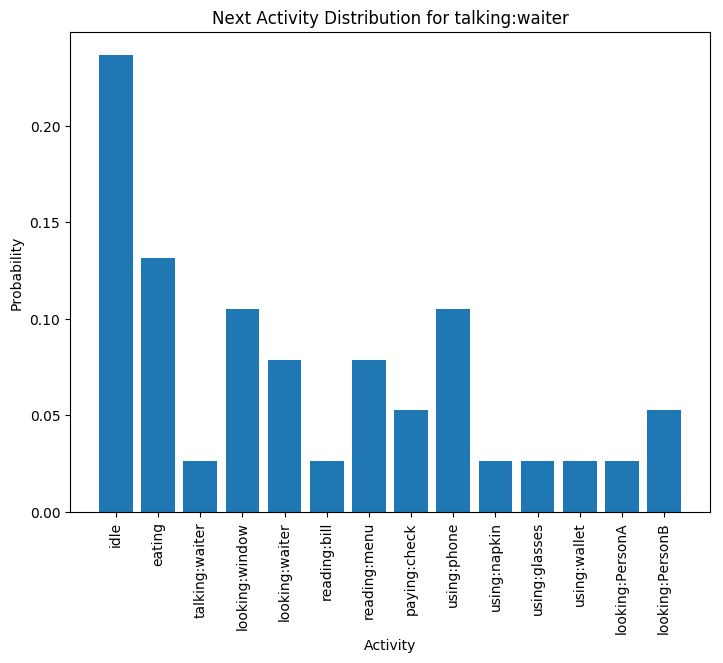 Next Activity Distribution for talking:waiter
Probability
0.20
0.15
0.10
0.05
0.00
idle
eating
talking:waiter
looking:window
looking:waiter
reading:bill
reading:menu
paying:check
using:phone
using:napkin
using:glasses
using:wallet
looking:PersonA
looking:PersonB
Activity